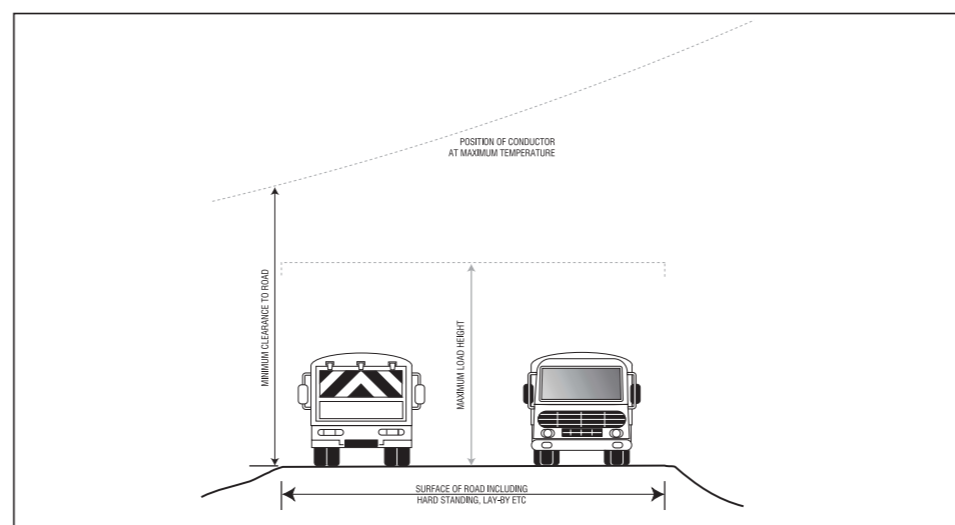 POSITION OF CONDUCTOR
AT MAXIMUM TEMPERATURE
MINIMUM CLEARANCE TO ROAD
MAXIMUM LOAD HEIGHT
SURFACE OF ROAD INCLUDING
HARD STANDING, LAY-BY ETC